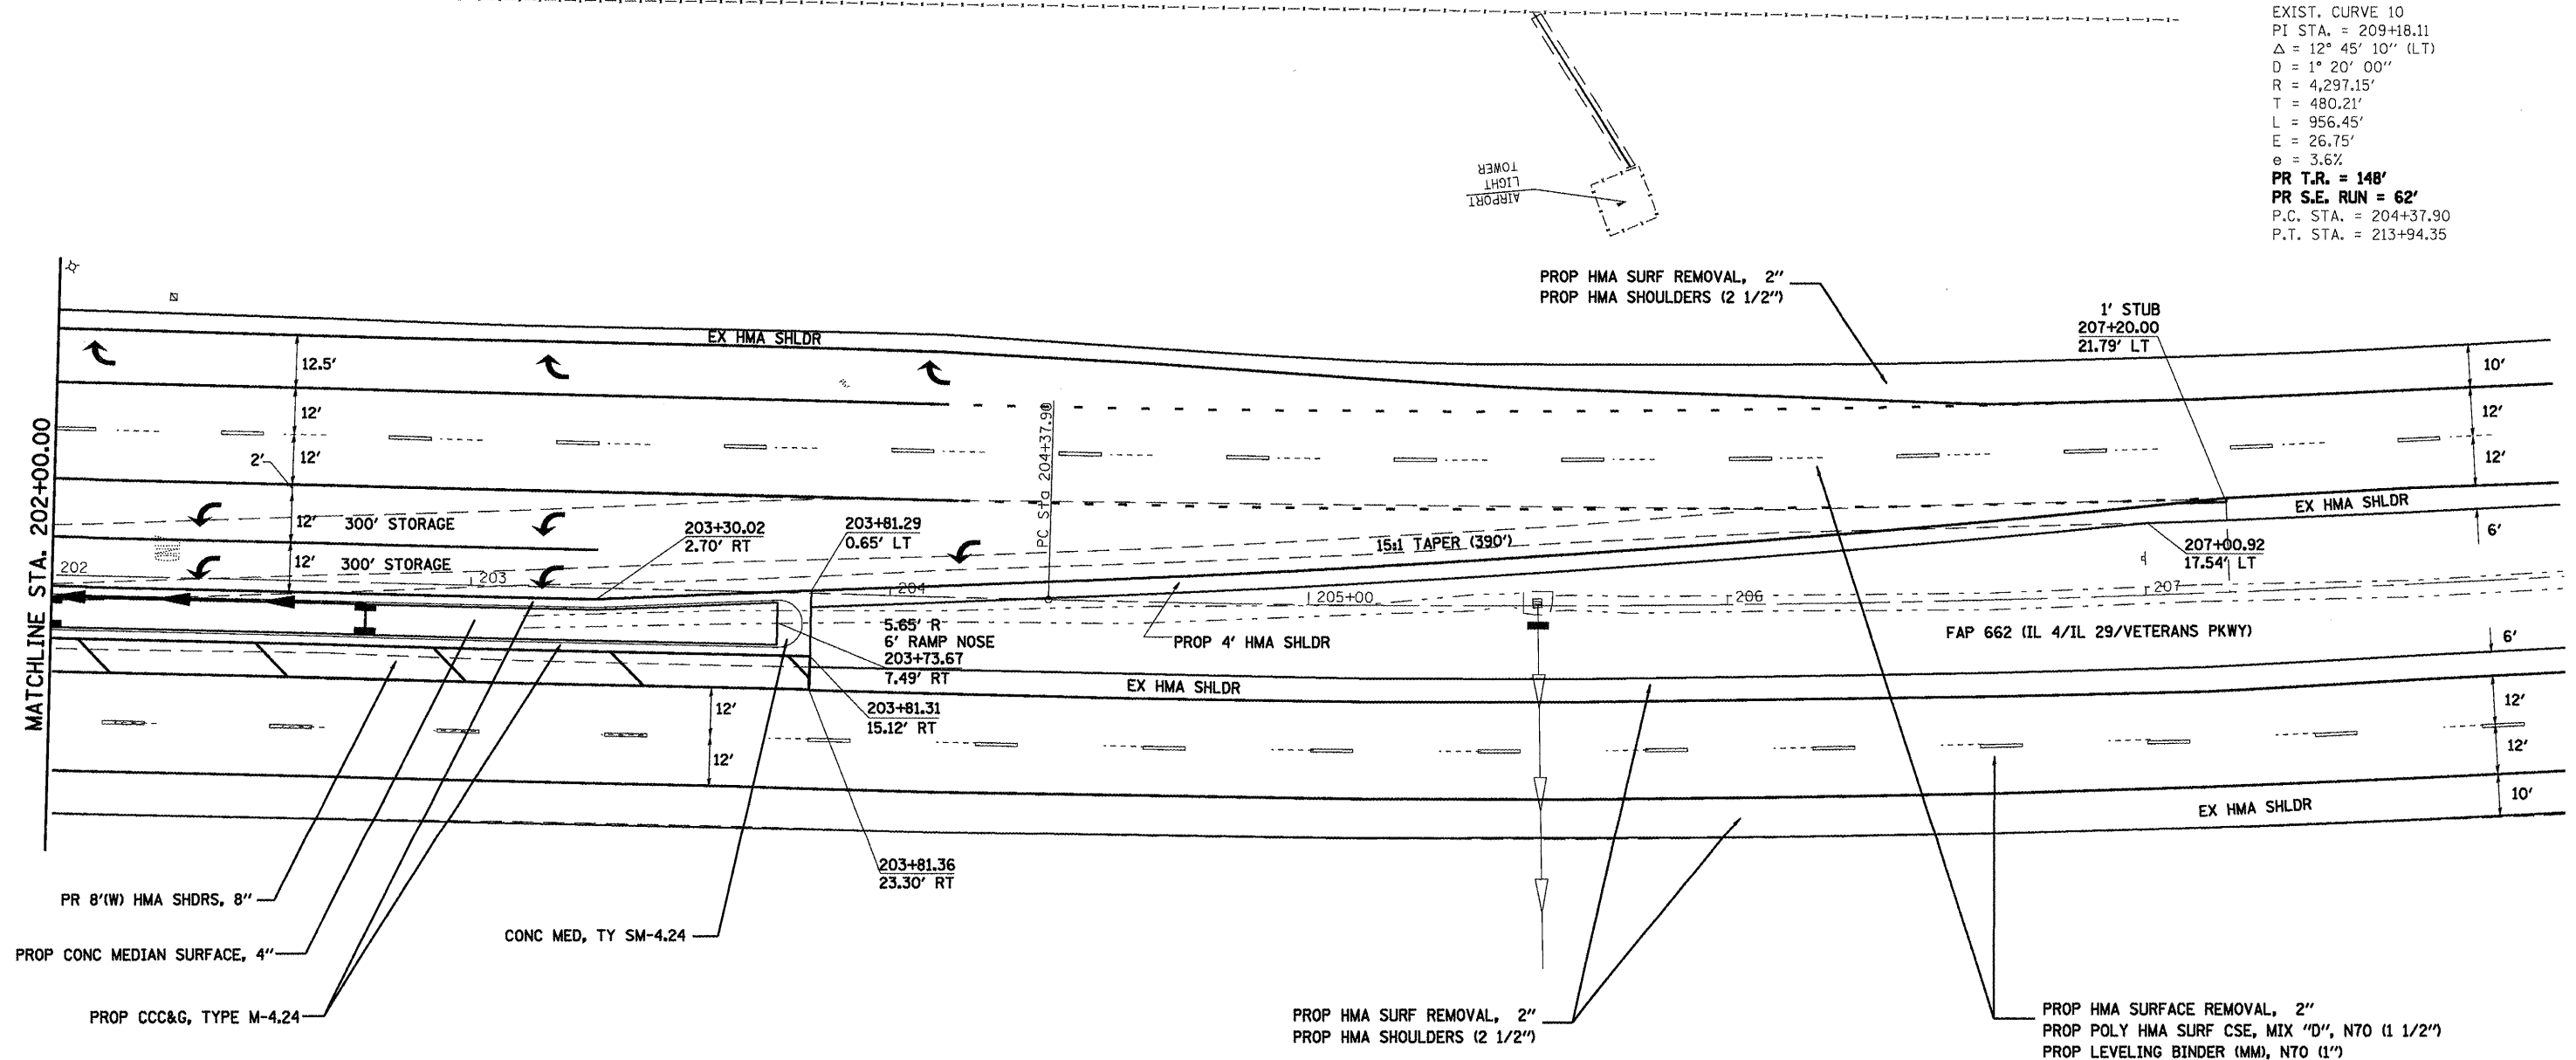 EXIST. CURVE 10
PI STA. = 209+18.11
Δ = 12° 45' 10" (LT)
D = 1° 20' 00"
R = 4,297.15'
T = 480.21'
L = 956.45'
E = 26.75'
e = 3.6%
PR T.R. = 148'
PR S.E. RUN = 62'
P.C. STA. = 204+37.90
P.T. STA. = 213+94.35
AIRPORT
LIGHT
TOWER
PROP HMA SURF REMOVAL, 2"
PROP HMA SHOULDERS (2 1/2")
1' STUB
207+20.00
21.79' LT
EX HMA SHLDR
12.5'
10'
12'
12'
12'
12'
2'
MATCHLINE STA. 202+00.00
PC Sta 204+37.90
12'
300' STORAGE
12'
300' STORAGE
203+30.02
2.70' RT
203+81.29
0.65' LT
15:1 TAPER (390')
EX HMA SHLDR
6'
207+00.92
17.54' LT
202
203
204
205+00
206
207
5.65' R
6' RAMP NOSE
203+73.67
7.49' RT
PROP 4' HMA SHLDR
FAP 662 (IL 4/IL 29/VETERANS PKWY)
6'
EX HMA SHLDR
203+81.31
15.12' RT
12'
12'
12'
12'
10'
EX HMA SHLDR
203+81.36
23.30' RT
PR 8'(W) HMA SHDRS, 8"
CONC MED, TY SM-4.24
PROP CONC MEDIAN SURFACE, 4"
PROP CCC&G, TYPE M-4.24
PROP HMA SURF REMOVAL, 2"
PROP HMA SHOULDERS (2 1/2")
PROP HMA SURFACE REMOVAL, 2"
PROP POLY HMA SURF CSE, MIX "D", N70 (1 1/2")
PROP LEVELING BINDER (MM), N70 (1")